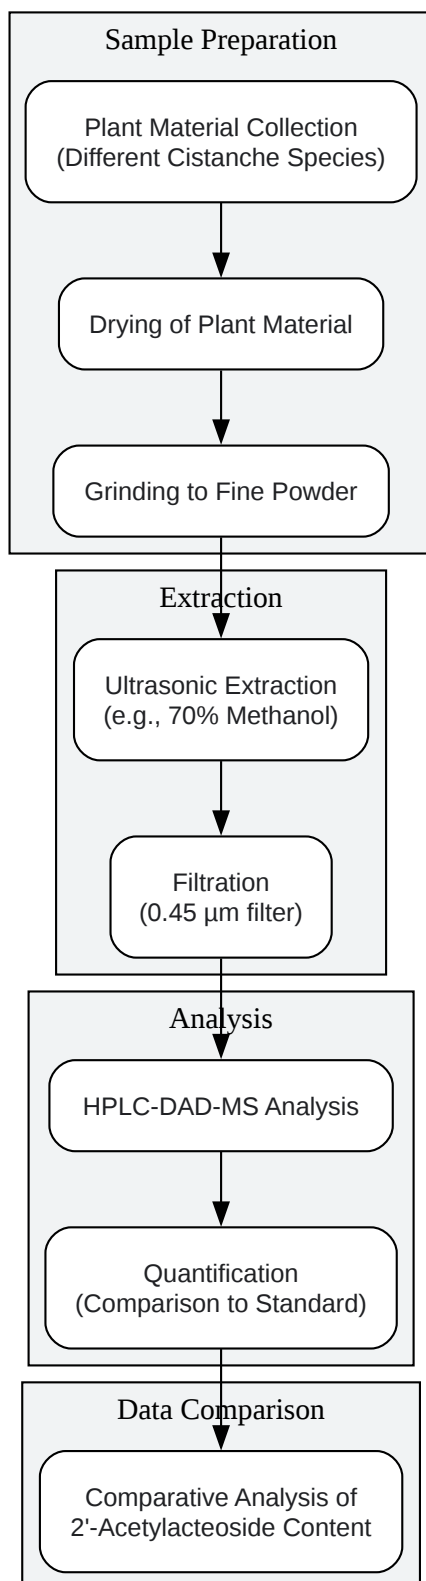 Sample Preparation
Plant Material Collection
(Different Cistanche Species)
Drying of Plant Material
Grinding to Fine Powder
Extraction
Ultrasonic Extraction
(e.g., 70% Methanol)
Filtration
(0.45 µm filter)
Analysis
HPLC-DAD-MS Analysis
Quantification
(Comparison to Standard)
Data Comparison
Comparative Analysis of
2'-Acetylacteoside Content